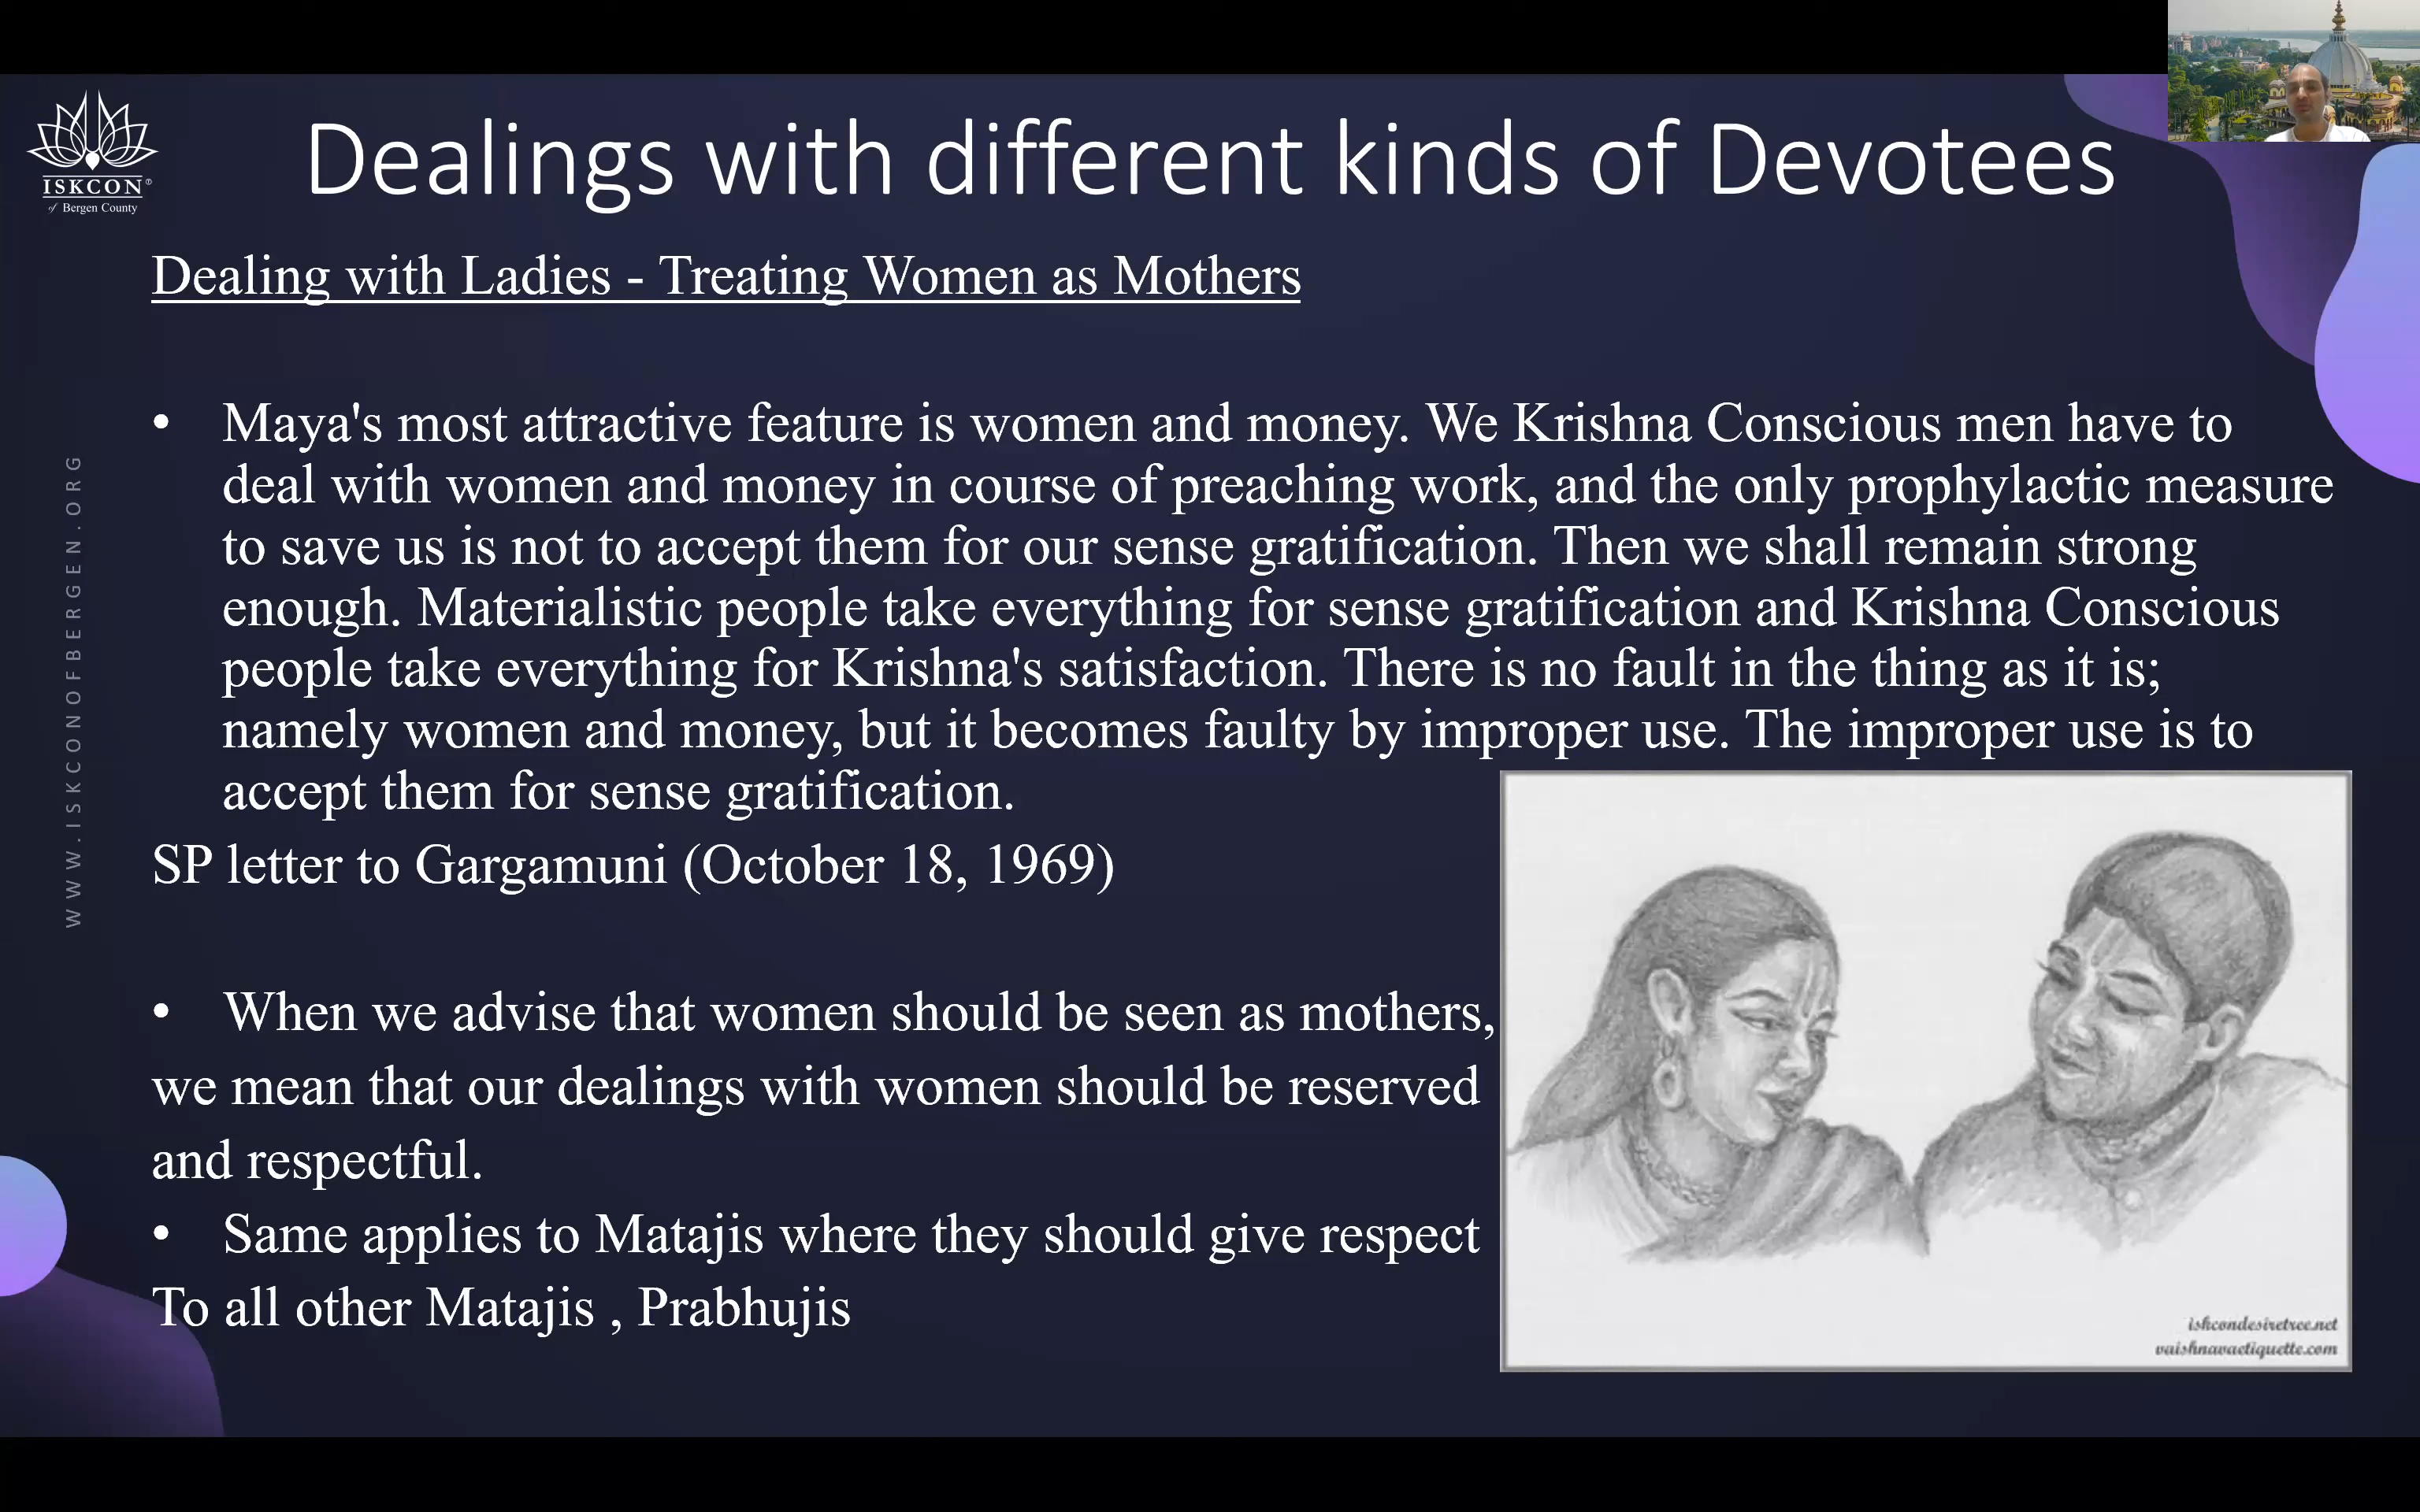 ISKCON®
of Bergen County
Dealings with different kinds of Devotees
Dealing with Ladies - Treating Women as Mothers
• Maya's most attractive feature is women and money. We Krishna Conscious men have to
deal with women and money in course of preaching work, and the only prophylactic measure
to save us is not to accept them for our sense gratification. Then we shall remain strong
enough. Materialistic people take everything for sense gratification and Krishna Conscious
people take everything for Krishna's satisfaction. There is no fault in the thing as it is;
namely women and money, but it becomes faulty by improper use. The improper use is to
accept them for sense gratification.
SP letter to Gargamuni (October 18, 1969)
• When we advise that women should be seen as mothers,
we mean that our dealings with women should be reserved
and respectful.
• Same applies to Matajis where they should give respect
To all other Matajis , Prabhujis
WWW.ISKCONOFBERGEN.ORG
iskcondesiretree.net
vaishnavaetiquette.com